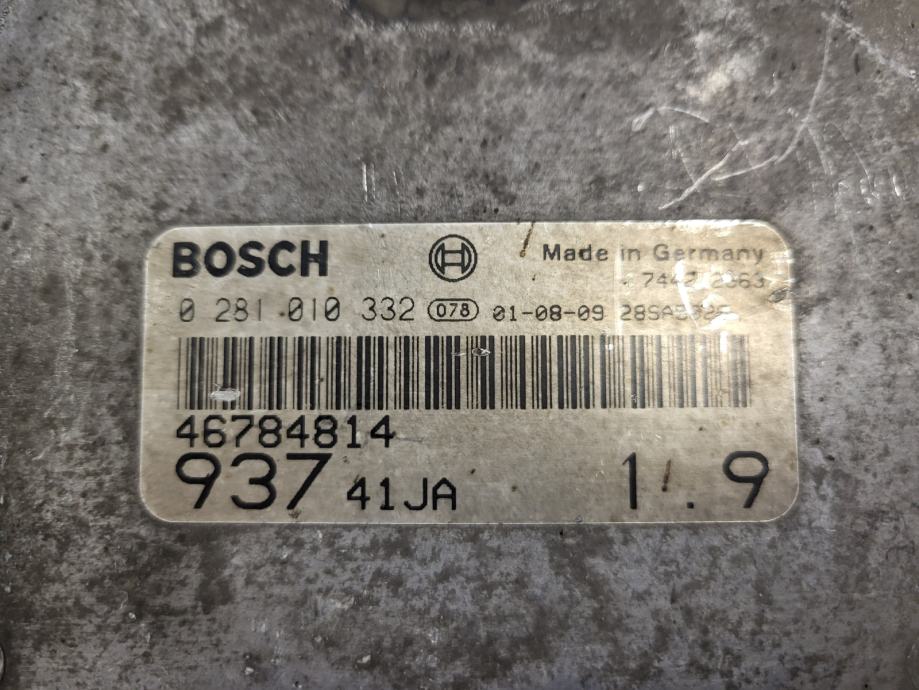 BOSCH Made in Germany
0 281 010 332 078 01-08-09
46784814
937 41JA 1.9